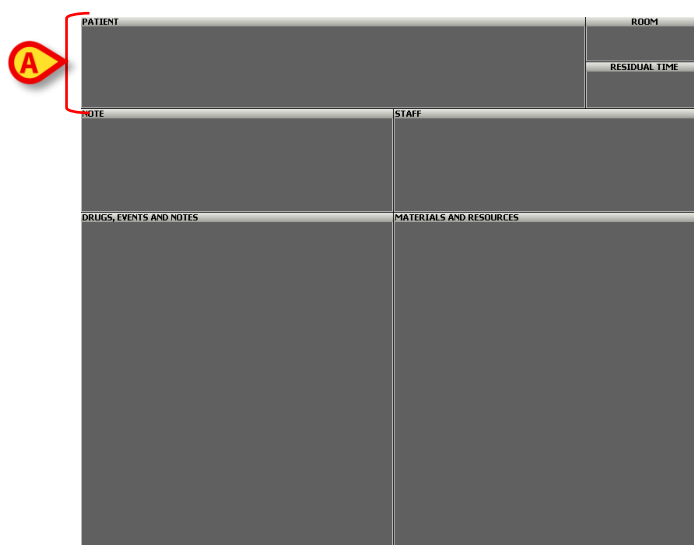 PATIENT ROOM
A
RESIDUAL TIME
NOTE STAFF
DRUGS, EVENTS AND NOTES MATERIALS AND RESOURCES